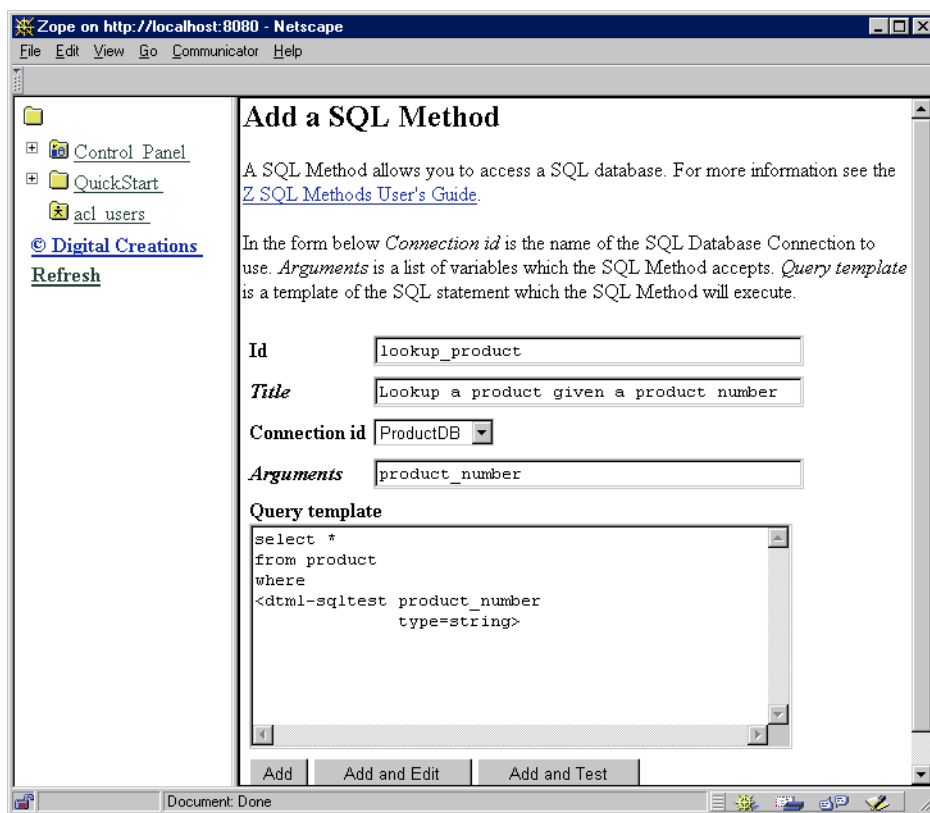 Zope on http://localhost:8080 - Netscape
File Edit View Go Communicator Help
Control Panel
QuickStart
acl users
© Digital Creations
Refresh
Add a SQL Method
A SQL Method allows you to access a SQL database. For more information see the
Z SQL Methods User's Guide.
In the form below Connection id is the name of the SQL Database Connection to
use. Arguments is a list of variables which the SQL Method accepts. Query template
is a template of the SQL statement which the SQL Method will execute.
Id lookup_product
Title Lookup a product given a product number
Connection id ProductDB
Arguments product_number
Query template
select *
from product
where
<dtml-sqltest product_number
type=string>
Add Add and Edit Add and Test
Document: Done